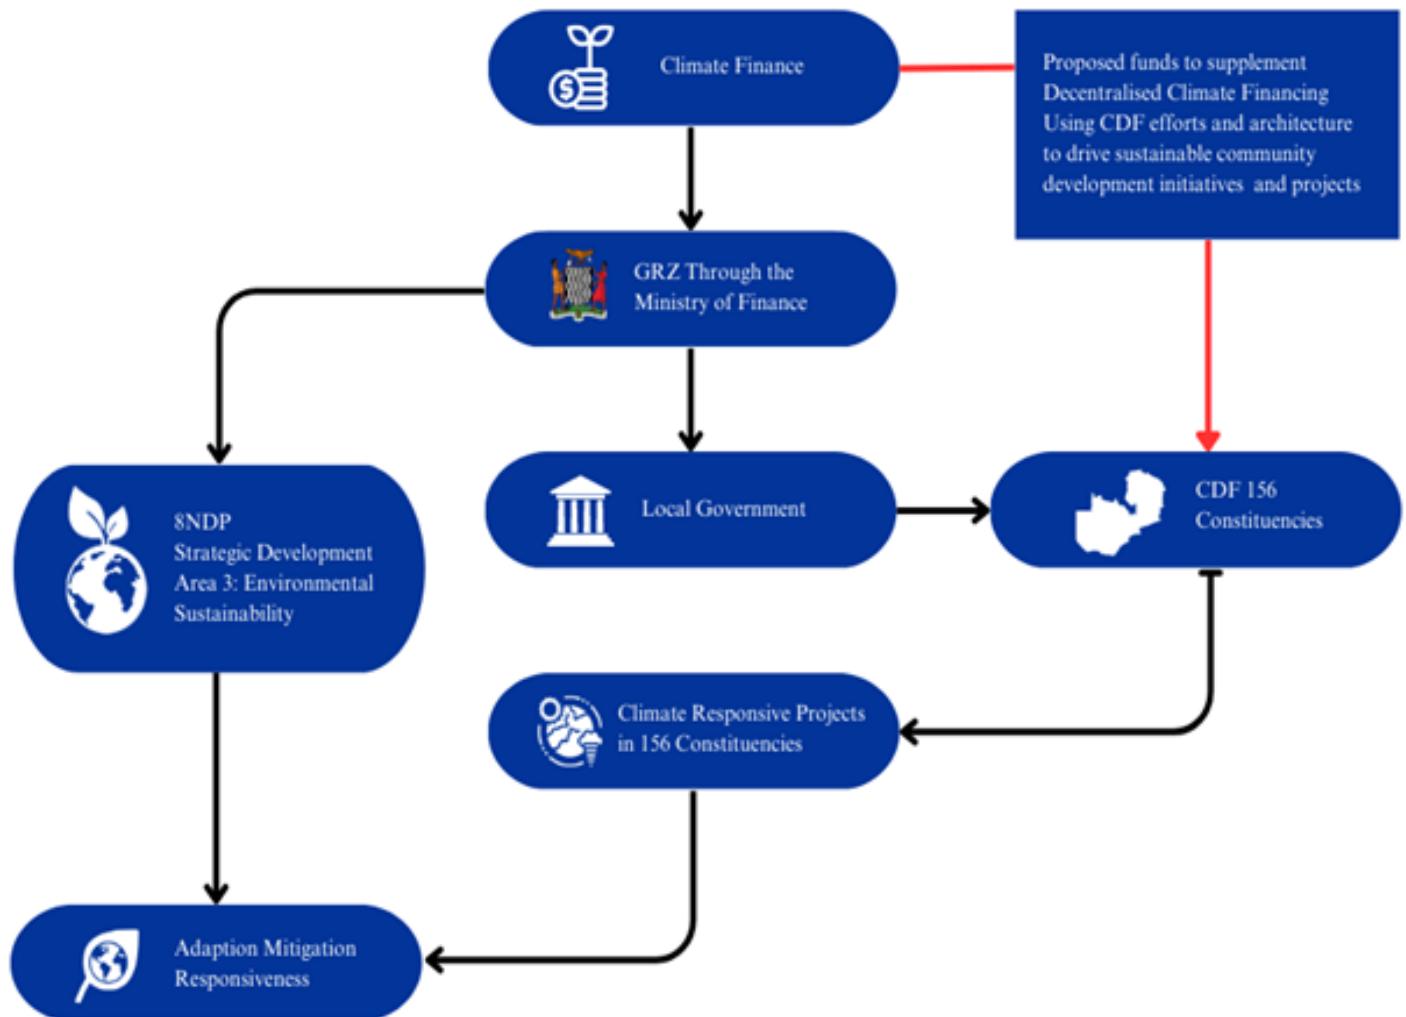 Climate Finance
Proposed funds to supplement
Decentralised Climate Financing
Using CDF efforts and architecture
to drive sustainable community
development initiatives and projects
GRZ Through the
Ministry of Finance
8NDP
Strategic Development
Area 3: Environmental
Sustainability
Local Government
CDF 156
Constituencies
Climate Responsive Projects
in 156 Constituencies
Adaption Mitigation
Responsiveness